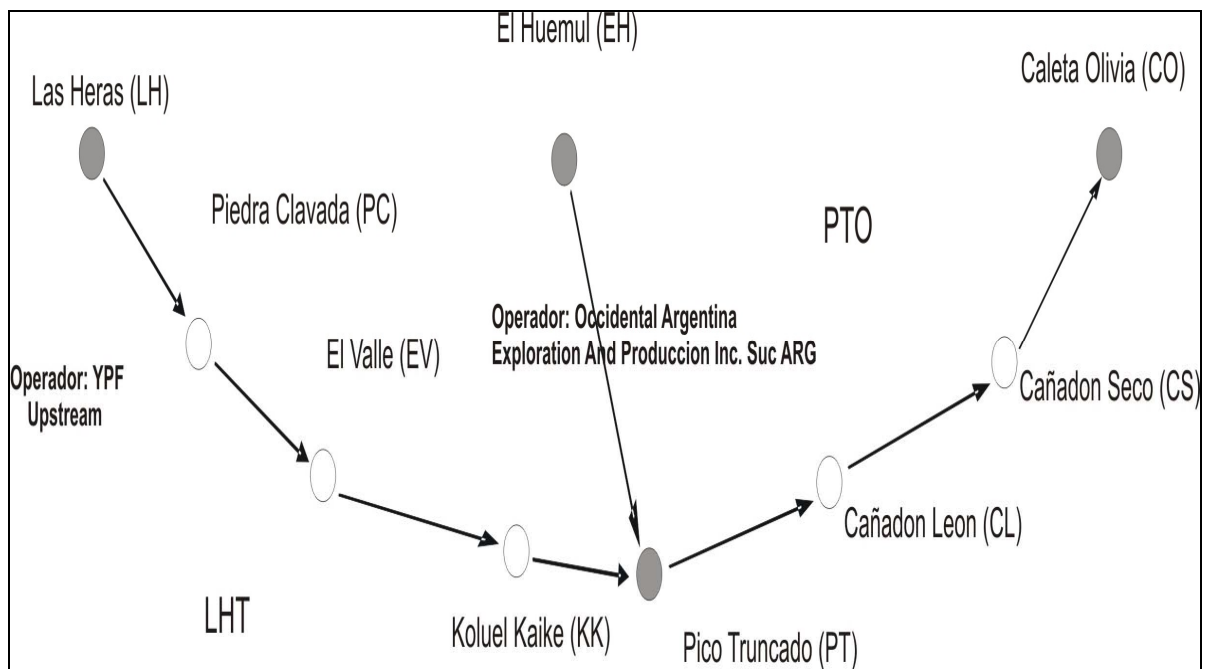 El Huemul (EH)
Caleta Olivia (CO)
Las Heras (LH)
Piedra Clavada (PC)
PTO
Operador: Occidental Argentina
Exploration And Produccion Inc. Suc ARG
El Valle (EV)
Operador: YPF
Upstream
Cañadon Seco (CS)
Cañadon Leon (CL)
LHT
Koluel Kaike (KK)
Pico Truncado (PT)